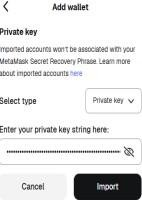 Add wallet
Private key
Imported accounts won't be associated with your
MetaMask Secret Recovery Phrase. Learn more
about imported accounts here
Select type
Private key
Enter your private key string here:
Cancel
Import